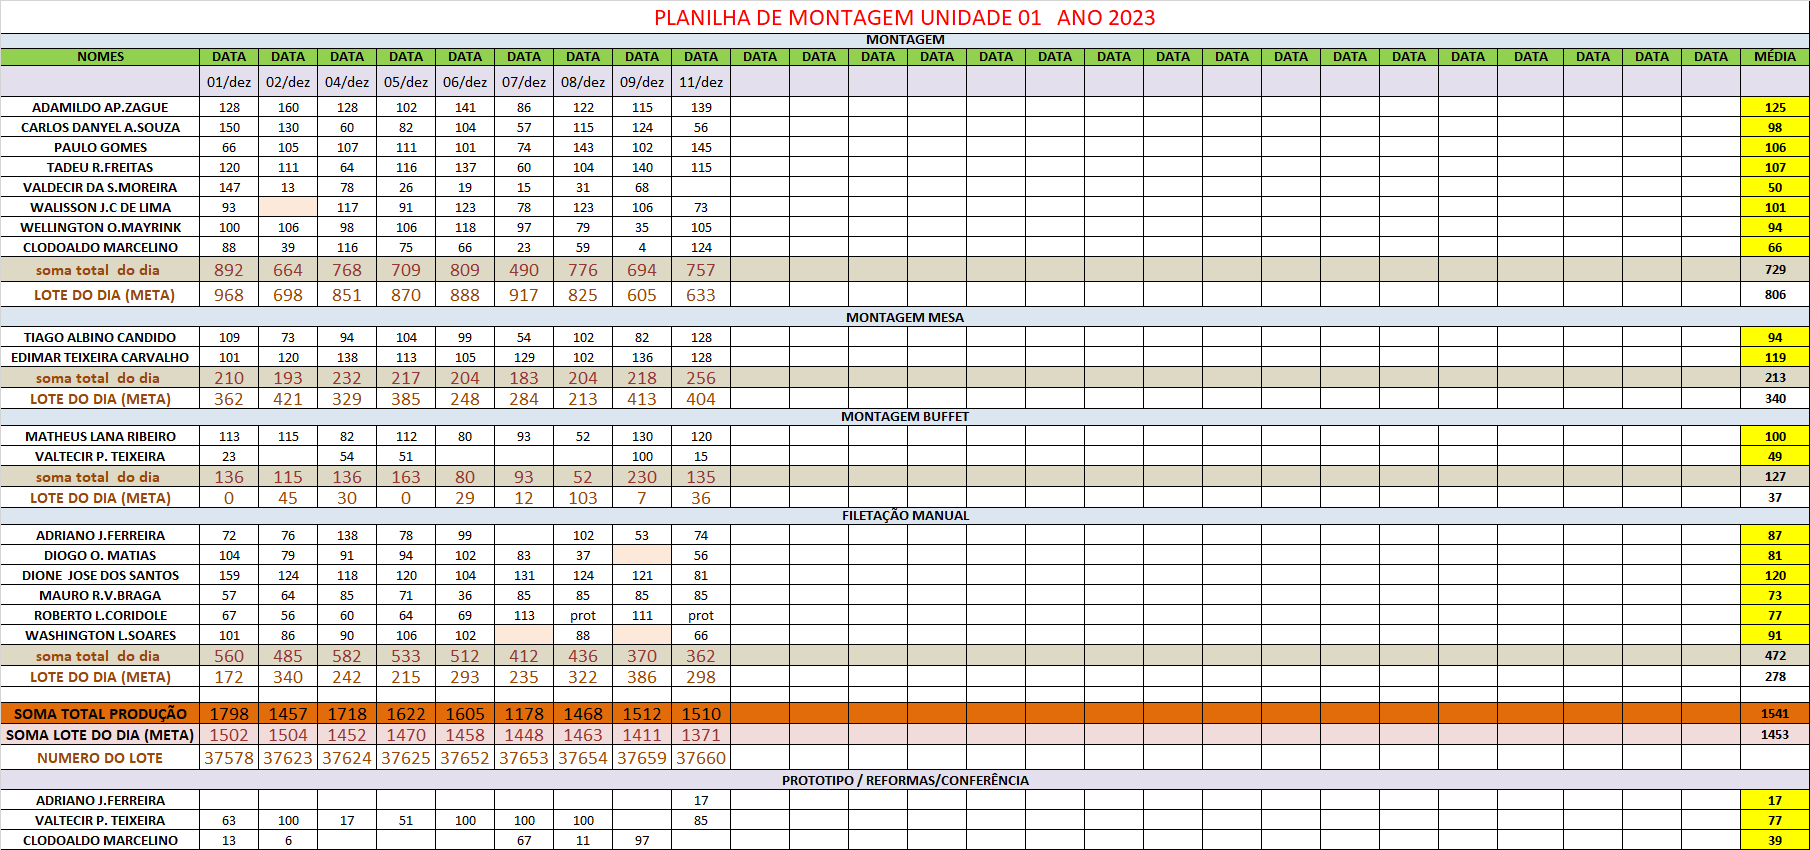 PLANILHA DE MONTAGEM UNIDADE 01 ANO 2023
MONTAGEM
NOMES DATA DATA DATA DATA DATA DATA DATA DATA DATA DATA DATA DATA DATA DATA DATA DATA DATA DATA DATA DATA DATA DATA DATA DATA DATA DATA MÉDIA
01/dez 02/dez 04/dez 05/dez 06/dez 07/dez 08/dez 09/dez 11/dez
ADAMILDO AP.ZAGUE 128 160 128 102 141 86 122 115 139 125
CARLOS DANYEL A.SOUZA 150 130 60 82 104 57 115 124 56 98
PAULO GOMES 66 105 107 111 101 74 143 102 145 106
TADEU R.FREITAS 120 111 64 116 137 60 104 140 115 107
VALDECIR DA S.MOREIRA 147 13 78 26 19 15 31 68 50
WALISSON J.C DE LIMA 93 117 91 123 78 123 106 73 101
WELLINGTON O.MAYRINK 100 106 98 106 118 97 79 35 105 94
CLODOALDO MARCELINO 88 39 116 75 66 23 59 4 124 66
soma total do dia 892 664 768 709 809 490 776 694 757 729
LOTE DO DIA (META) 968 698 851 870 888 917 825 605 633 806
MONTAGEM MESA
TIAGO ALBINO CANDIDO 109 73 94 104 99 54 102 82 128 94
EDIMAR TEIXEIRA CARVALHO 101 120 138 113 105 129 102 136 128 119
soma total do dia 210 193 232 217 204 183 204 218 256 213
LOTE DO DIA (META) 362 421 329 385 248 284 213 413 404 340
MONTAGEM BUFFET
MATHEUS LANA RIBEIRO 113 115 82 112 80 93 52 130 120 100
VALTECIR P. TEIXEIRA 23 54 51 100 15 49
soma total do dia 136 115 136 163 80 93 52 230 135 127
LOTE DO DIA (META) 0 45 30 0 29 12 103 7 36 37
FILETAÇÃO MANUAL
ADRIANO J.FERREIRA 72 76 138 78 99 102 53 74 87
DIOGO O. MATIAS 104 79 91 94 102 83 37 56 81
DIONE JOSE DOS SANTOS 159 124 118 120 104 131 124 121 81 120
MAURO R.V.BRAGA 57 64 85 71 36 85 85 85 85 73
ROBERTO L.CORIDOLE 67 56 60 64 69 113 prot 111 prot 77
WASHINGTON L.SOARES 101 86 90 106 102 88 66 91
soma total do dia 560 485 582 533 512 412 436 370 362 472
LOTE DO DIA (META) 172 340 242 215 293 235 322 386 298 278
SOMA TOTAL PRODUÇÃO 1798 1457 1718 1622 1605 1178 1468 1512 1510 1541
SOMA LOTE DO DIA (META) 1502 1504 1452 1470 1458 1448 1463 1411 1371 1453
NUMERO DO LOTE 37578 37623 37624 37625 37652 37653 37654 37659 37660
PROTOTIPO / REFORMAS/CONFERÊNCIA
ADRIANO J.FERREIRA 17 17
VALTECIR P. TEIXEIRA 63 100 17 51 100 100 100 85 77
CLODOALDO MARCELINO 13 6 67 11 97 39